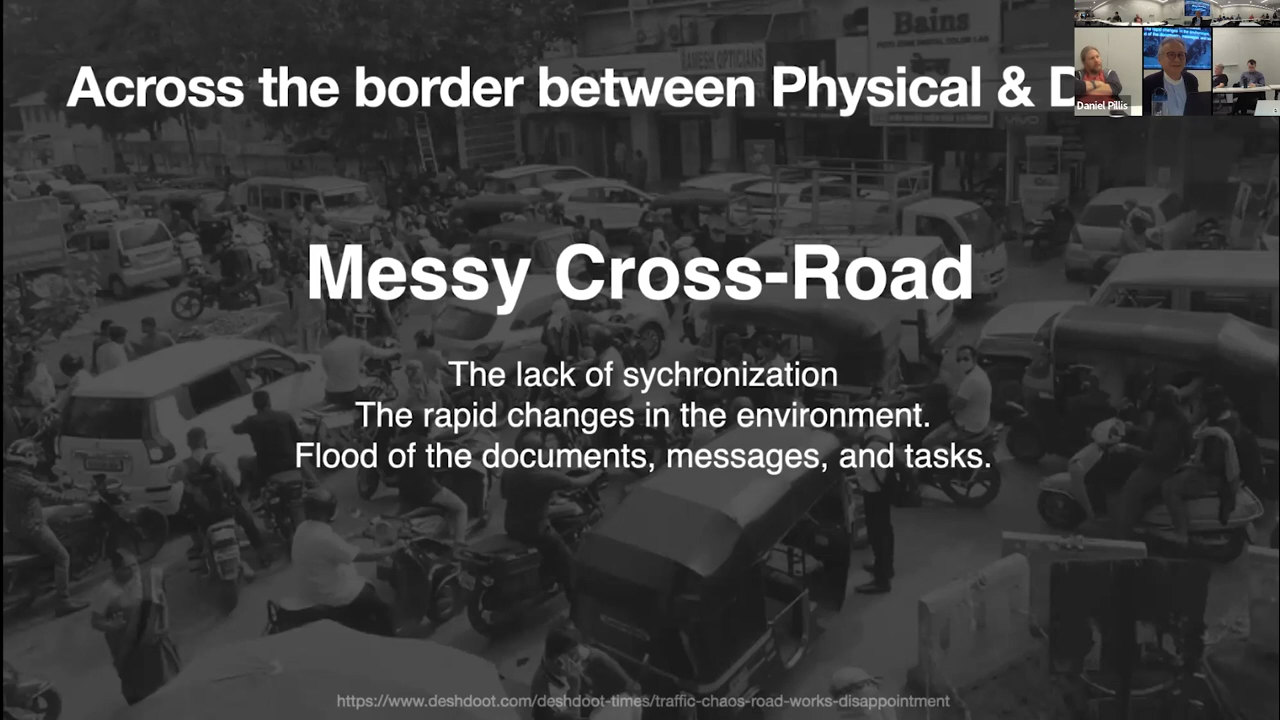 Across the border between Physical & D
Daniel Pillis
Bains
Messy Cross-Road
The lack of sychronization
The rapid changes in the environment.
Flood of the documents, messages, and tasks.
https://www.deshdoot.com/deshdoot-times/traffic-chaos-road-works-disappointment